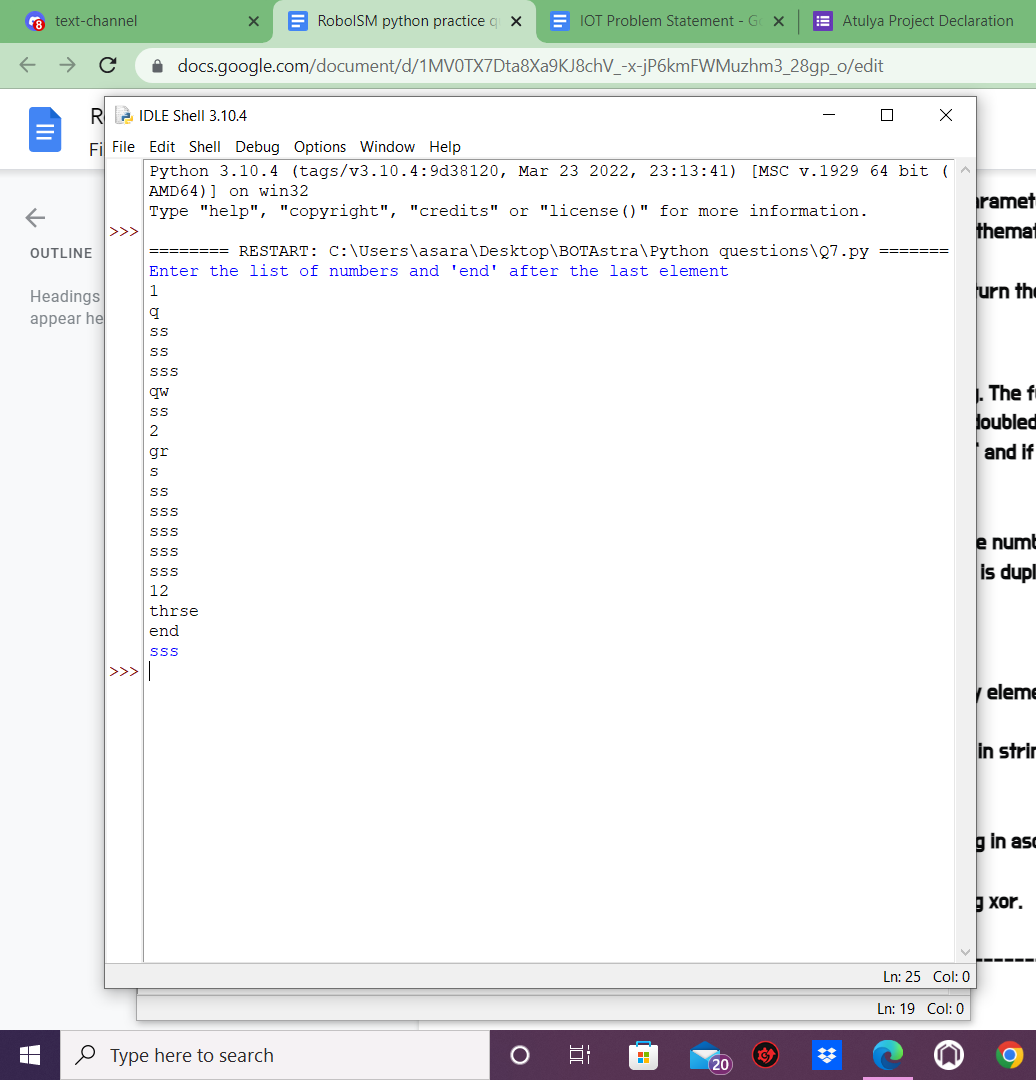 text-channel
RoboISM python practice q
IOT Problem Statement - Go
Atulya Project Declaration
docs.google.com/document/d/1MV0TX7Dta8Xa9KJ8chV_-x-jP6kmFWMuzhm3_28gp_o/edit
R
Fi
OUTLINE
Headings
appear he
IDLE Shell 3.10.4
File Edit Shell Debug Options Window Help
Python 3.10.4 (tags/v3.10.4:9d38120, Mar 23 2022, 23:13:41) [MSC v.1929 64 bit (
AMD64)] on win32
Type "help", "copyright", "credits" or "license()" for more information.
>>>
======== RESTART: C:\Users\asara\Desktop\BOTAstra\Python questions\Q7.py =======
Enter the list of numbers and 'end' after the last element
1
q
ss
ss
sss
qw
ss
2
gr
s
ss
sss
sss
sss
sss
12
thrse
end
sss
>>>
Ln: 25 Col: 0
Ln: 19 Col: 0
aramet
themat
turn the
. The f
doubled
and if
e numb
is dupl
y eleme
in strin
g in asc
g xor.
Type here to search
20
8